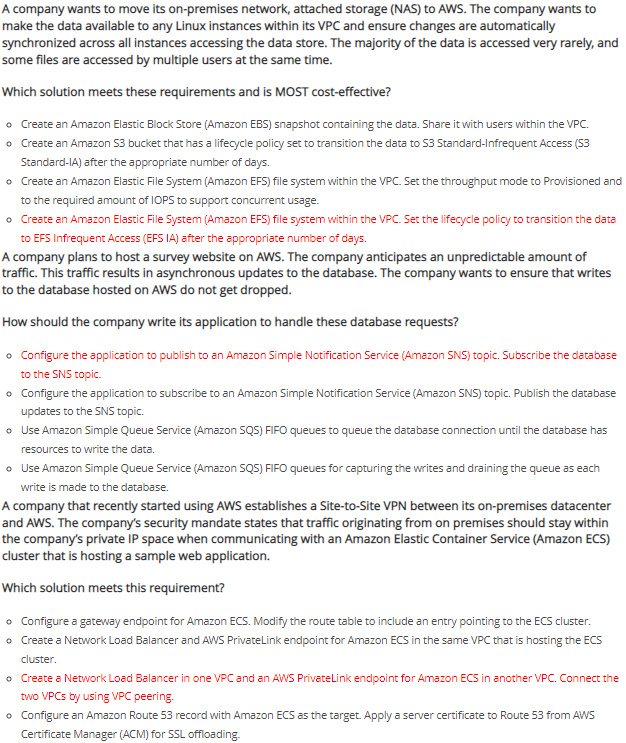 A company wants to move its on-premises network, attached storage (NAS) to AWS. The company wants to
make the data available to any Linux instances within its VPC and ensure changes are automatically
synchronized across all instances accessing the data store. The majority of the data is accessed very rarely, and
some files are accessed by multiple users at the same time.
Which solution meets these requirements and is MOST cost-effective?
Create an Amazon Elastic Block Store (Amazon EBS) snapshot containing the data. Share it with users within the VPC.
Create an Amazon S3 bucket that has a lifecycle policy set to transition the data to S3 Standard-Infrequent Access (S3
Standard-IA) after the appropriate number of days.
Create an Amazon Elastic File System (Amazon EFS) file system within the VPC. Set the throughput mode to Provisioned and
to the required amount of IOPS to support concurrent usage.
Create an Amazon Elastic File System (Amazon EFS) file system within the VPC. Set the lifecycle policy to transition the data
to EFS Infrequent Access (EFS IA) after the appropriate number of days.
A company plans to host a survey website on AWS. The company anticipates an unpredictable amount of
traffic. This traffic results in asynchronous updates to the database. The company wants to ensure that writes
to the database hosted on AWS do not get dropped.
How should the company write its application to handle these database requests?
Configure the application to publish to an Amazon Simple Notification Service (Amazon SNS) topic. Subscribe the database
to the SNS topic.
Configure the application to subscribe to an Amazon Simple Notification Service (Amazon SNS) topic. Publish the database
updates to the SNS topic.
Use Amazon Simple Queue Service (Amazon SQS) FIFO queues to queue the database connection until the database has
resources to write the data.
Use Amazon Simple Queue Service (Amazon SQS) FIFO queues for capturing the writes and draining the queue as each
write is made to the database.
A company that recently started using AWS establishes a Site-to-Site VPN between its on-premises datacenter
and AWS. The company's security mandate states that traffic originating from on premises should stay within
the company's private IP space when communicating with an Amazon Elastic Container Service (Amazon ECS)
cluster that is hosting a sample web application.
Which solution meets this requirement?
Configure a gateway endpoint for Amazon ECS. Modify the route table to include an entry pointing to the ECS cluster.
Create a Network Load Balancer and AWS PrivateLink endpoint for Amazon ECS in the same VPC that is hosting the ECS
cluster.
Create a Network Load Balancer in one VPC and an AWS PrivateLink endpoint for Amazon ECS in another VPC. Connect the
two VPCs by using VPC peering.
Configure an Amazon Route 53 record with Amazon ECS as the target. Apply a server certificate to Route 53 from AWS
Certificate Manager (ACM) for SSL offloading.